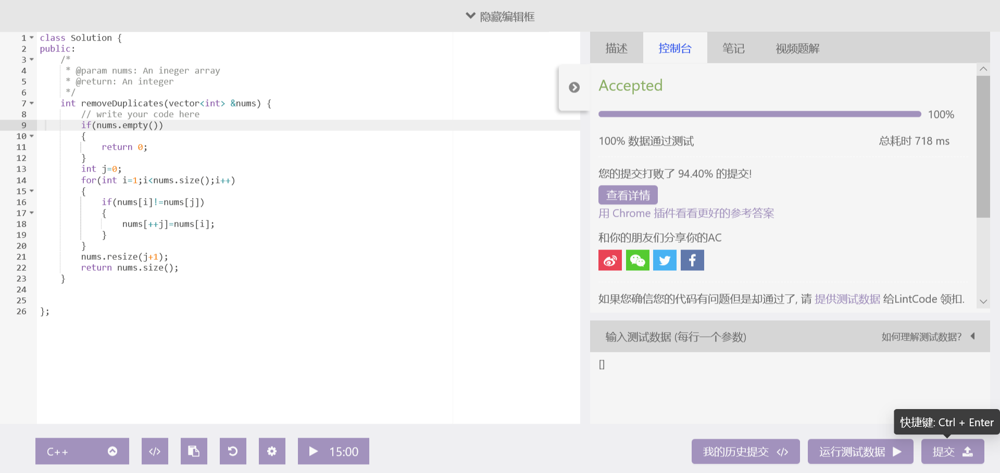 隐藏编辑框
1 class Solution {
2 public:
3 /*
4 * @param nums: An ineger array
5 * @return: An integer
6 */
7 int removeDuplicates(vector<int> &nums) {
8 // write your code here
9 if(nums.empty())
10 {
11 return 0;
12 }
13 int j=0;
14 for(int i=1;i<nums.size();i++)
15 {
16 if(nums[i]!=nums[j])
17 {
18 nums[++j]=nums[i];
19 }
20 }
21 nums.resize(j+1);
22 return nums.size();
23 }
24
25
26 };
描述 控制台 笔记 视频题解
Accepted
100%
100% 数据通过测试 总耗时 718 ms
您的提交打败了 94.40% 的提交!
查看详情
用 Chrome 插件看看更好的参考答案
和你的朋友们分享你的AC
如果您确信您的代码有问题但是却通过了, 请 提供测试数据 给LintCode 领扣.
输入测试数据 (每行一个参数) 如何理解测试数据?
[]
快捷键: Ctrl + Enter
C++ </> 15:00 我的历史提交 </> 运行测试数据 提交